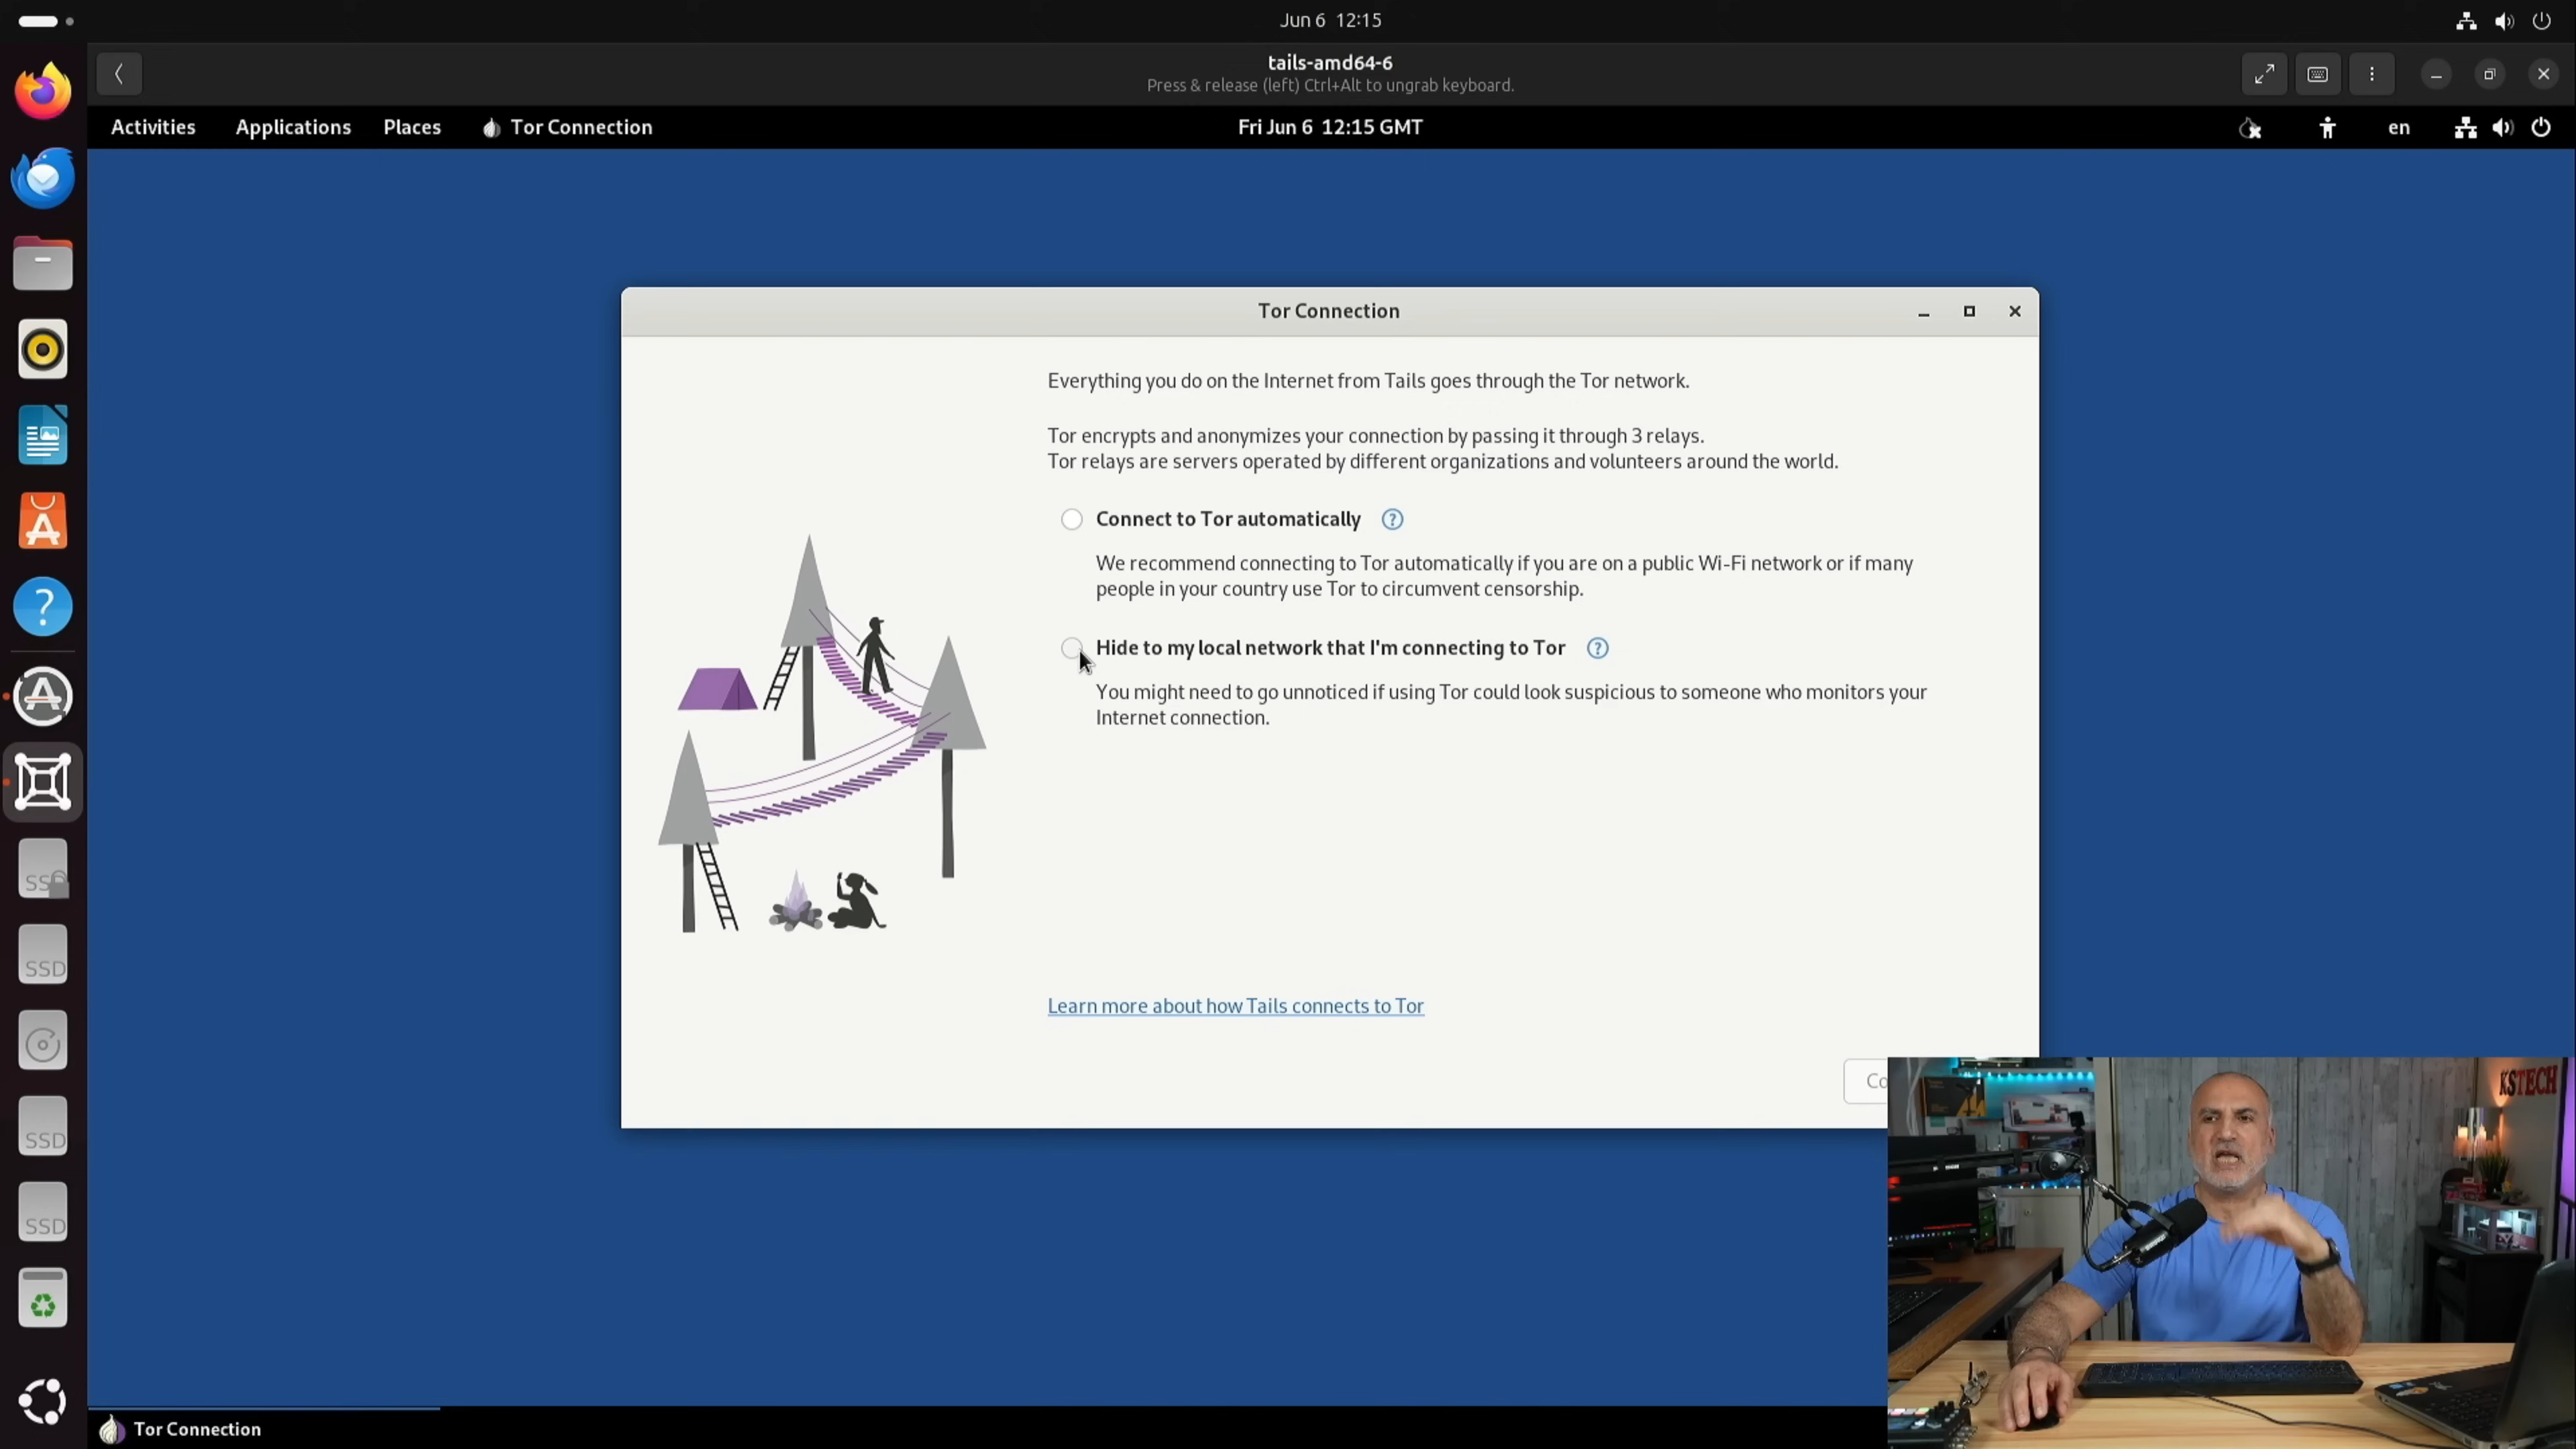 Jun 6 12:15
tails-amd64-6
Press & release (left) Ctrl+Alt to ungrab keyboard.
Activities Applications Places Tor Connection Fri Jun 6 12:15 GMT en
Tor Connection
Everything you do on the Internet from Tails goes through the Tor network.
Tor encrypts and anonymizes your connection by passing it through 3 relays.
Tor relays are servers operated by different organizations and volunteers around the world.
Connect to Tor automatically ?
We recommend connecting to Tor automatically if you are on a public Wi-Fi network or if many
people in your country use Tor to circumvent censorship.
Hide to my local network that I'm connecting to Tor ?
You might need to go unnoticed if using Tor could look suspicious to someone who monitors your
Internet connection.
SSD
SSD
SSD
SSD
Learn more about how Tails connects to Tor
Co
KSTECH
Tor Connection